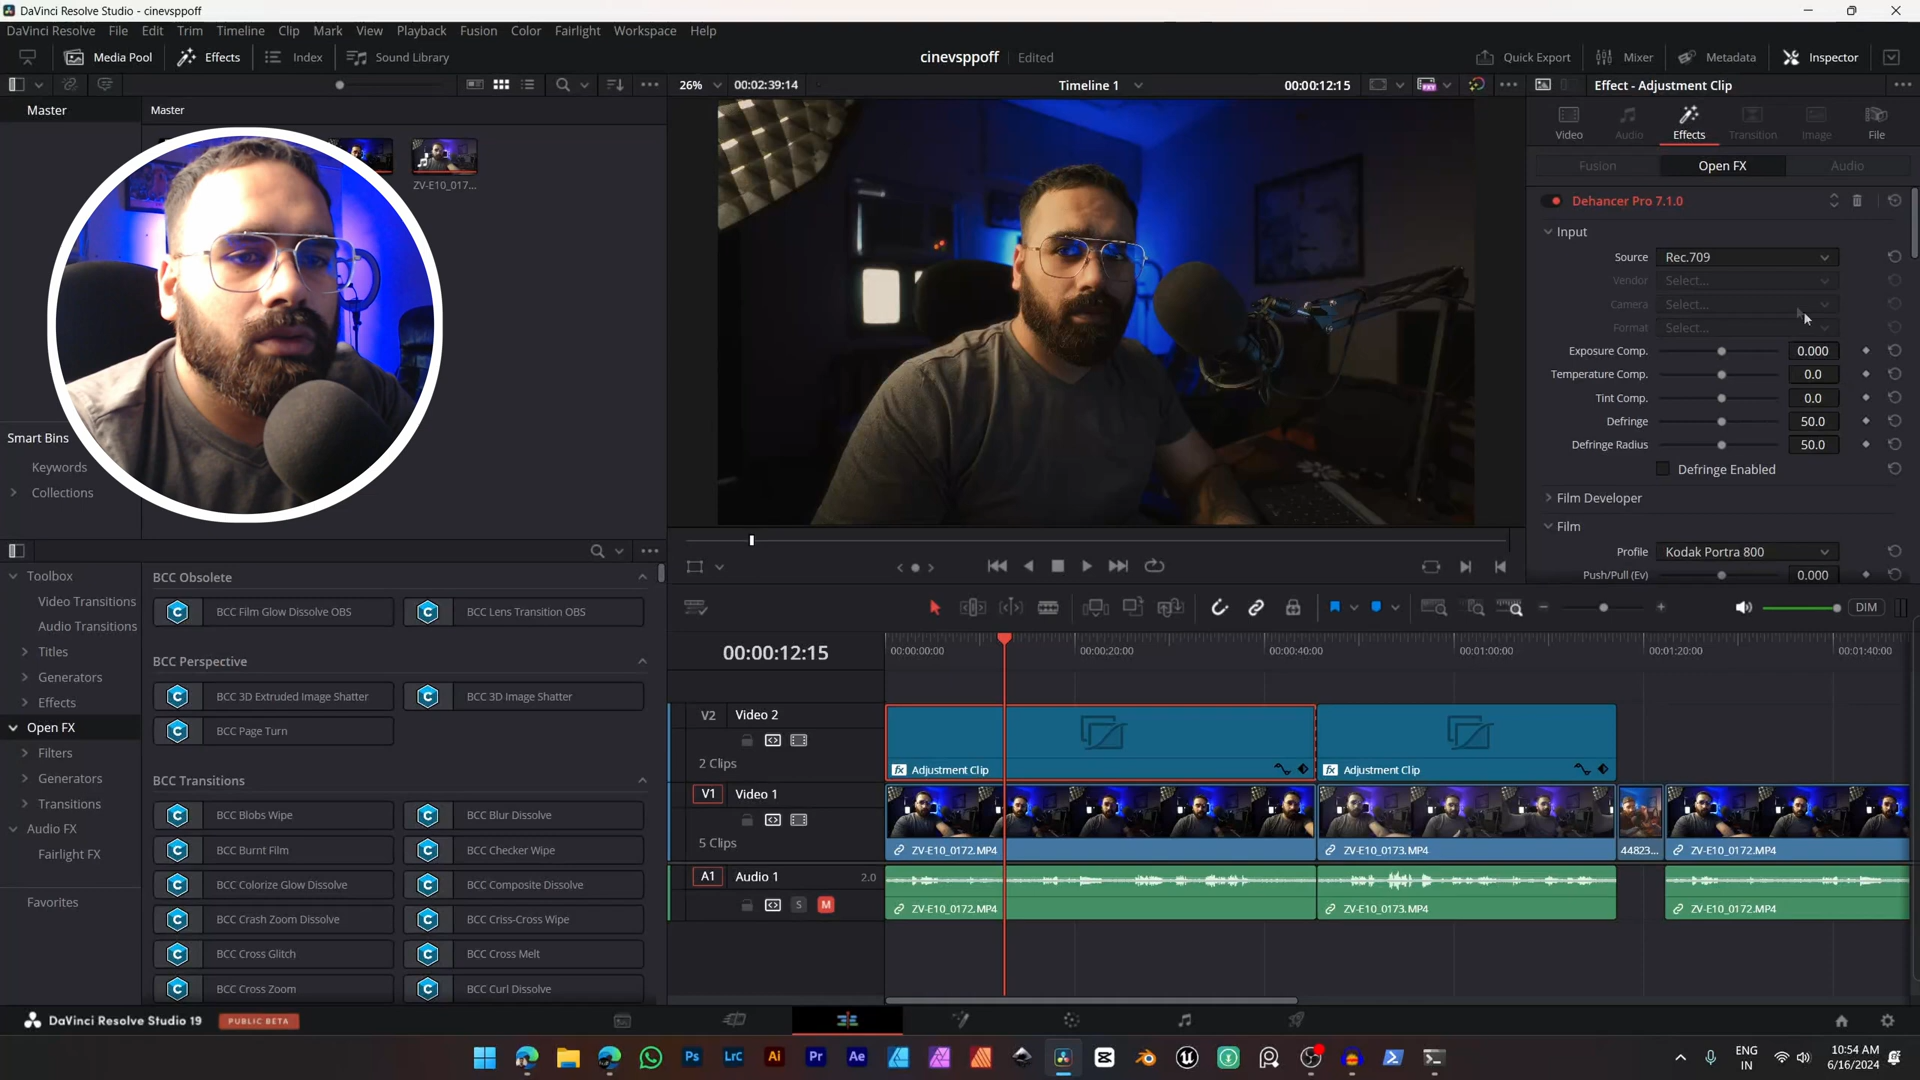 DaVinci Resolve Studio - cinevsppoff
DaVinci Resolve File Edit Trim Timeline Clip Mark View Playback Fusion Color Fairlight Workspace Help
Media Pool Effects Index Sound Library cinevsppoff Edited Quick Export Mixer Metadata Inspector
26% 00:02:39:14 Timeline 1 00:00:12:15 Effect - Adjustment Clip
Master Master
Video Audio Effects Transition Image File
ZV-E10_017...
Fusion Open FX Audio
Dehancer Pro 7.1.0
Input
Source Rec.709
Vendor Select...
Camera Select...
Format Select...
Exposure Comp. 0.000
Temperature Comp. 0.0
Tint Comp. 0.0
Defringe 50.0
Defringe Radius 50.0
Defringe Enabled
Film Developer
Film
Profile Kodak Portra 800
Push/Pull (Ev) 0.000
Smart Bins
Keywords
Collections
Toolbox
Video Transitions
Audio Transitions
Titles
Generators
Effects
Open FX
Filters
Generators
Transitions
Audio FX
Fairlight FX
Favorites
BCC Obsolete
BCC Film Glow Dissolve OBS BCC Lens Transition OBS
BCC Perspective
BCC 3D Extruded Image Shatter BCC 3D Image Shatter
BCC Page Turn
BCC Transitions
BCC Blobs Wipe BCC Blur Dissolve
BCC Burnt Film BCC Checker Wipe
BCC Colorize Glow Dissolve BCC Composite Dissolve
BCC Crash Zoom Dissolve BCC Criss-Cross Wipe
BCC Cross Glitch BCC Cross Melt
BCC Cross Zoom BCC Curl Dissolve
DIM
00:00:12:15 00:00:00:00 00:00:20:00 00:00:40:00 00:01:00:00 00:01:20:00 00:01:40:00
V2 Video 2
2 Clips
Adjustment Clip Adjustment Clip
V1 Video 1
5 Clips
ZV-E10_0172.MP4 ZV-E10_0173.MP4 44823... ZV-E10_0172.MP4
A1 Audio 1 2.0
S M
ZV-E10_0172.MP4 ZV-E10_0173.MP4 ZV-E10_0172.MP4
DaVinci Resolve Studio 19 PUBLIC BETA
Ps LrC Ai Pr Ae
ENG
IN
10:54 AM
6/16/2024